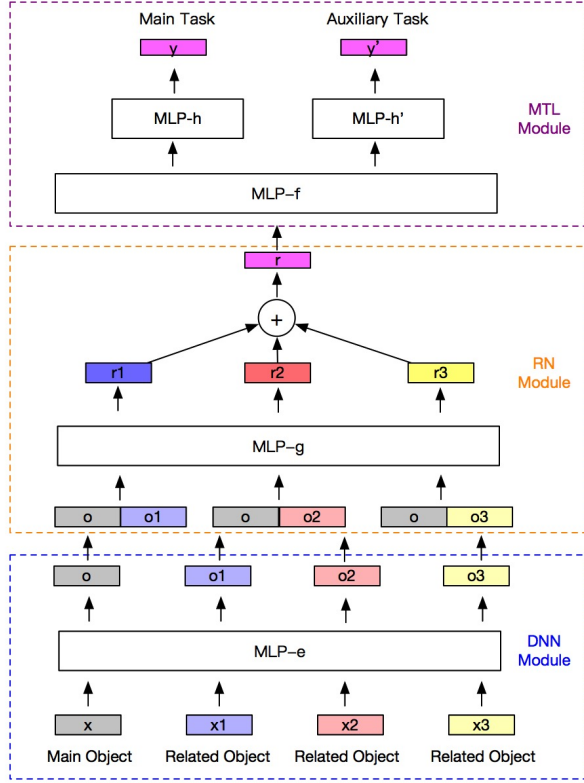 Main Task Auxiliary Task
y y’
MLP-h MLP-h’
MTL
Module
MLP-f
r
+
r1 r2 r3
RN
Module
MLP-g
o o1 o o2 o o3
o o1 o2 o3
MLP-e
DNN
Module
x x1 x2 x3
Main Object Related Object Related Object Related Object